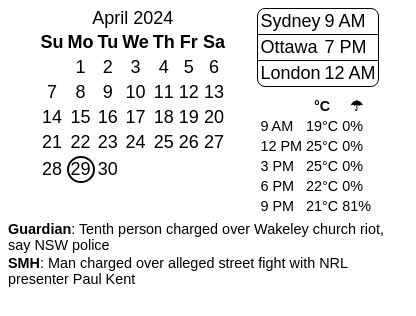 April 2024
Su Mo Tu We Th Fr Sa
1 2 3 4 5 6
7 8 9 10 11 12 13
14 15 16 17 18 19 20
21 22 23 24 25 26 27
28 29 30
Sydney 9 AM
Ottawa 7 PM
London 12 AM
°C ☂
9 AM 19°C 0%
12 PM 25°C 0%
3 PM 25°C 0%
6 PM 22°C 0%
9 PM 21°C 81%
Guardian: Tenth person charged over Wakeley church riot,
say NSW police
SMH: Man charged over alleged street fight with NRL
presenter Paul Kent